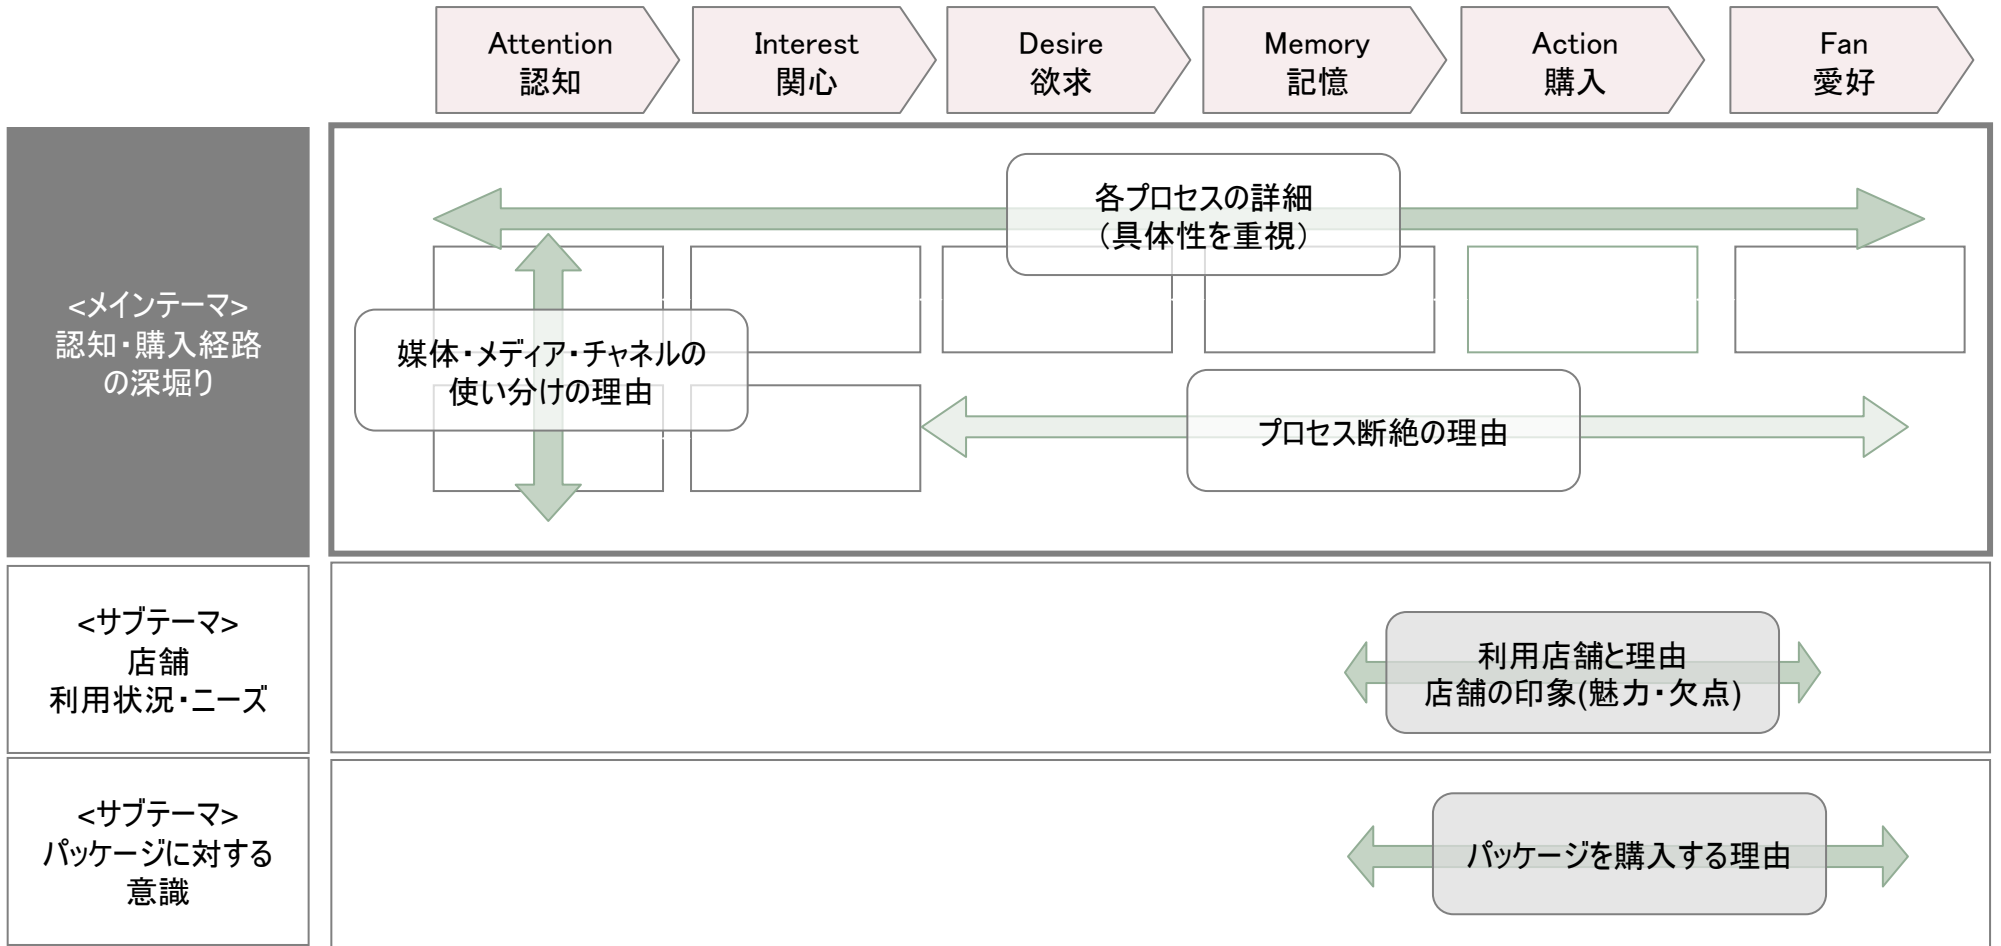 Attention
認知
Interest
関心
Desire
欲求
Memory
記憶
Action
購入
Fan
愛好
<メインテーマ>
認知・購入経路
の深堀り
各プロセスの詳細
（具体性を重視）
媒体・メディア・チャネルの
使い分けの理由
プロセス断絶の理由
<サブテーマ>
店舗
利用状況・ニーズ
利用店舗と理由
店舗の印象(魅力・欠点)
<サブテーマ>
パッケージに対する
意識
パッケージを購入する理由